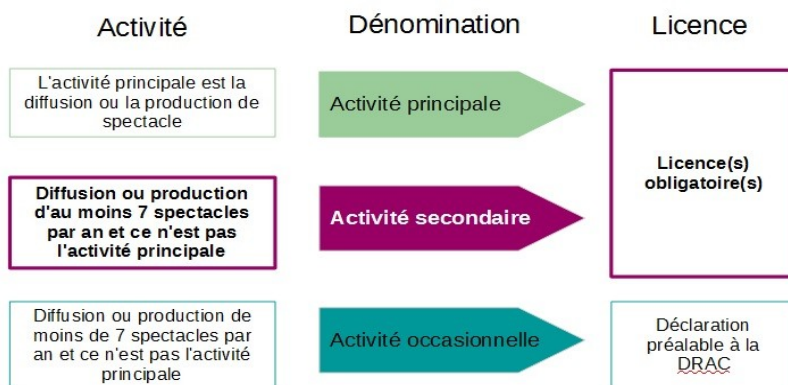 Activité
Dénomination
Licence
L'activité principale est la
diffusion ou la production de
spectacle
Activité principale
Licence(s)
obligatoire(s)
Diffusion ou production
d'au moins 7 spectacles
par an et ce n'est pas
l'activité principale
Activité secondaire
Diffusion ou production de
moins de 7 spectacles par
an et ce n'est pas l'activité
principale
Activité occasionnelle
Déclaration
préalable à la
DRAC